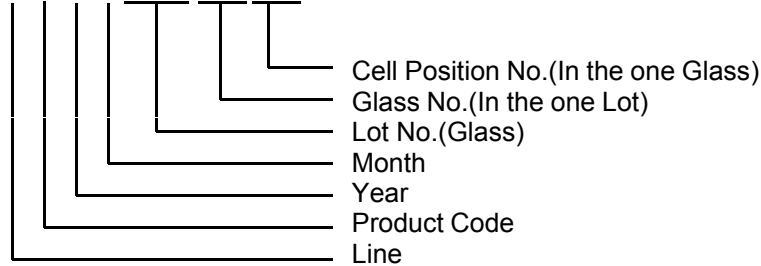 Cell Position No.(In the one Glass)
Glass No.(In the one Lot)
Lot No.(Glass)
Month
Year
Product Code
Line